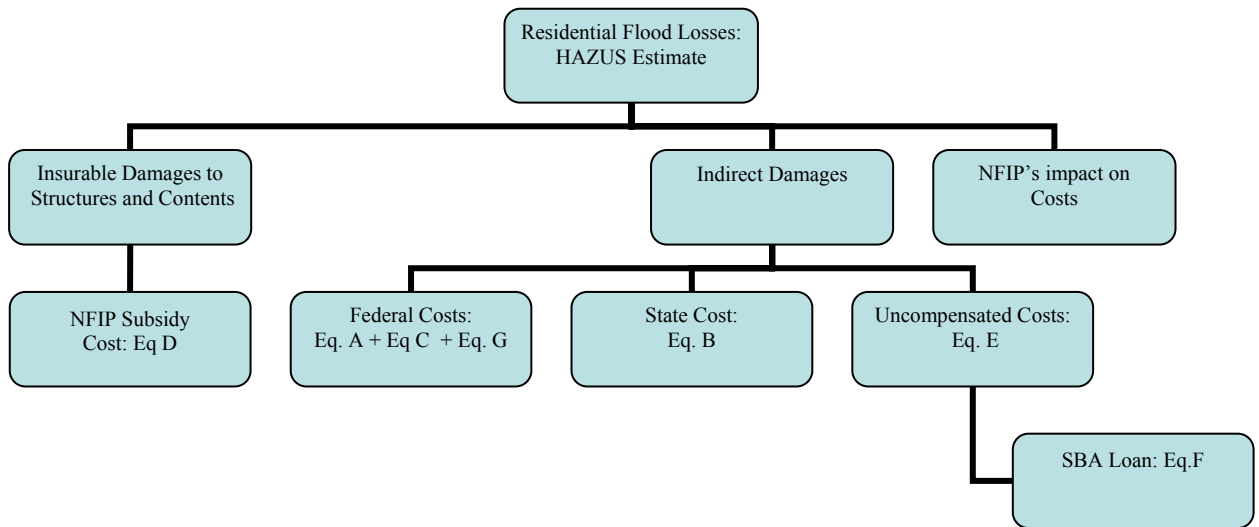 Residential Flood Losses:
HAZUS Estimate
Insurable Damages to
Structures and Contents
Indirect Damages
NFIP’s impact on
Costs
NFIP Subsidy
Cost: Eq D
Federal Costs:
Eq. A + Eq C  + Eq. G
State Cost:
Eq. B
Uncompensated Costs:
Eq. E
SBA Loan: Eq.F